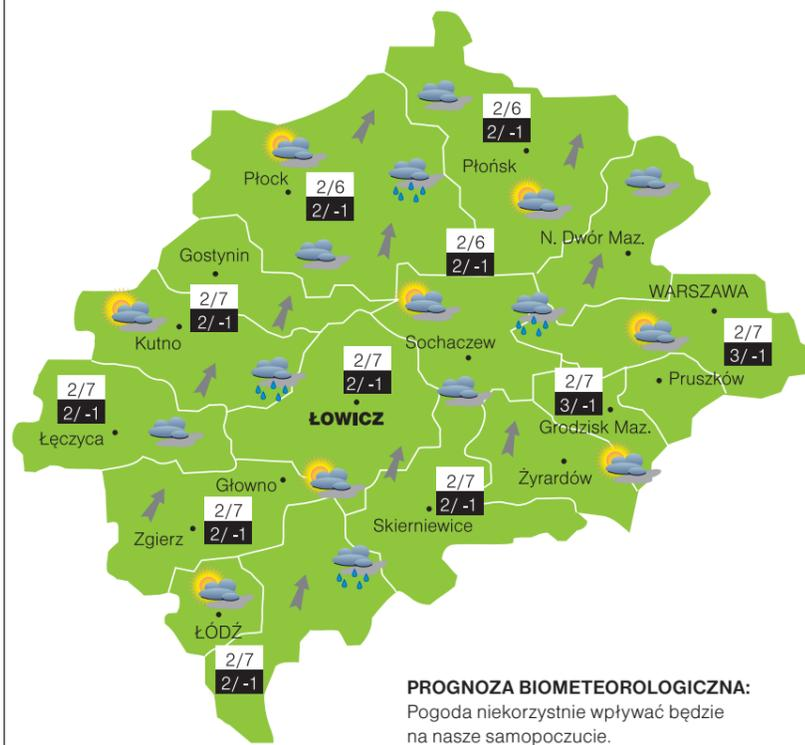 2/6
2/ -1
Płońsk
Płock
2/6
2/ -1
2/6
2/ -1
N. Dwór Maz.
Gostynin
WARSZAWA
2/7
2/ -1
Kutno
2/7
3/ -1
Sochaczew
2/7
2/ -1
ŁOWICZ
2/7
2/ -1
Łęczyca
2/7
3/ -1
Pruszków
Grodzisk Maz.
Głowno
2/7
2/ -1
Skierniewice
Żyrardów
2/7
2/ -1
Zgierz
ŁÓDŹ
2/7
2/ -1
PROGNOZA BIOMETEOROLOGICZNA:
Pogoda niekorzystnie wpływać będzie
na nasze samopoczucie.